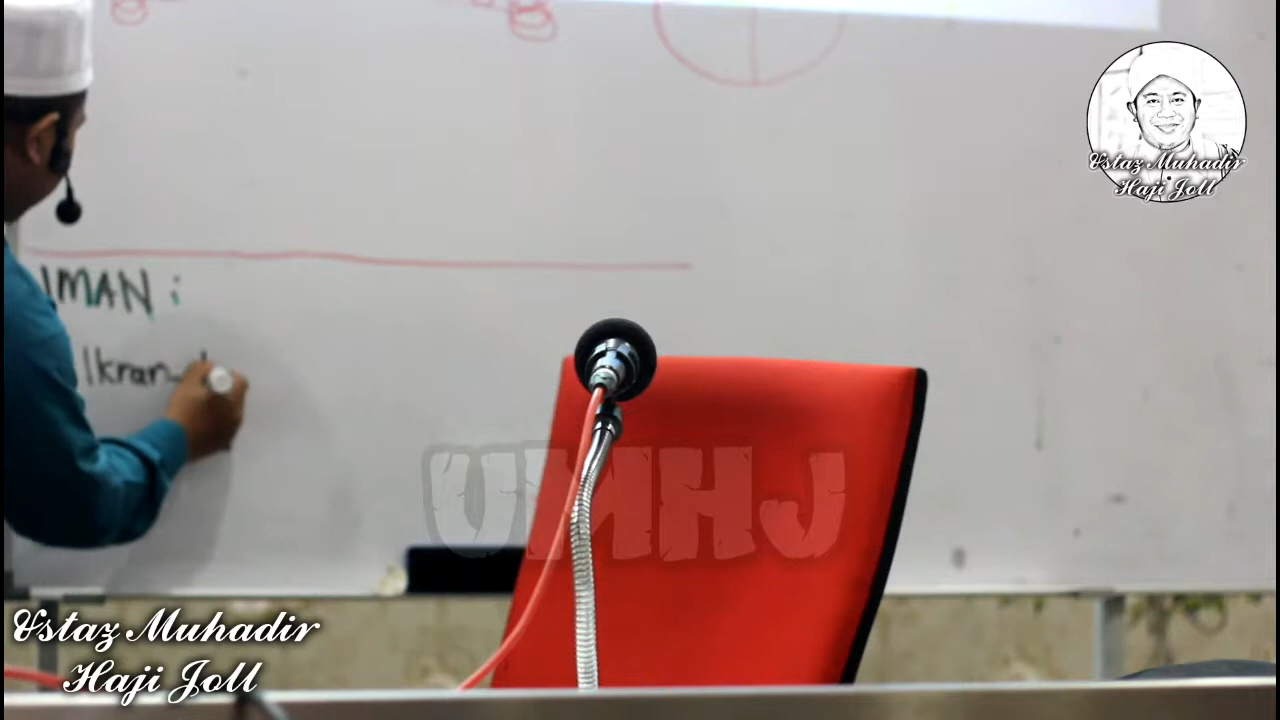 Ustaz Muhadir
Haji Joll
IMAN :
Ikran
UMHJ
Ustaz Muhadir
Haji Joll